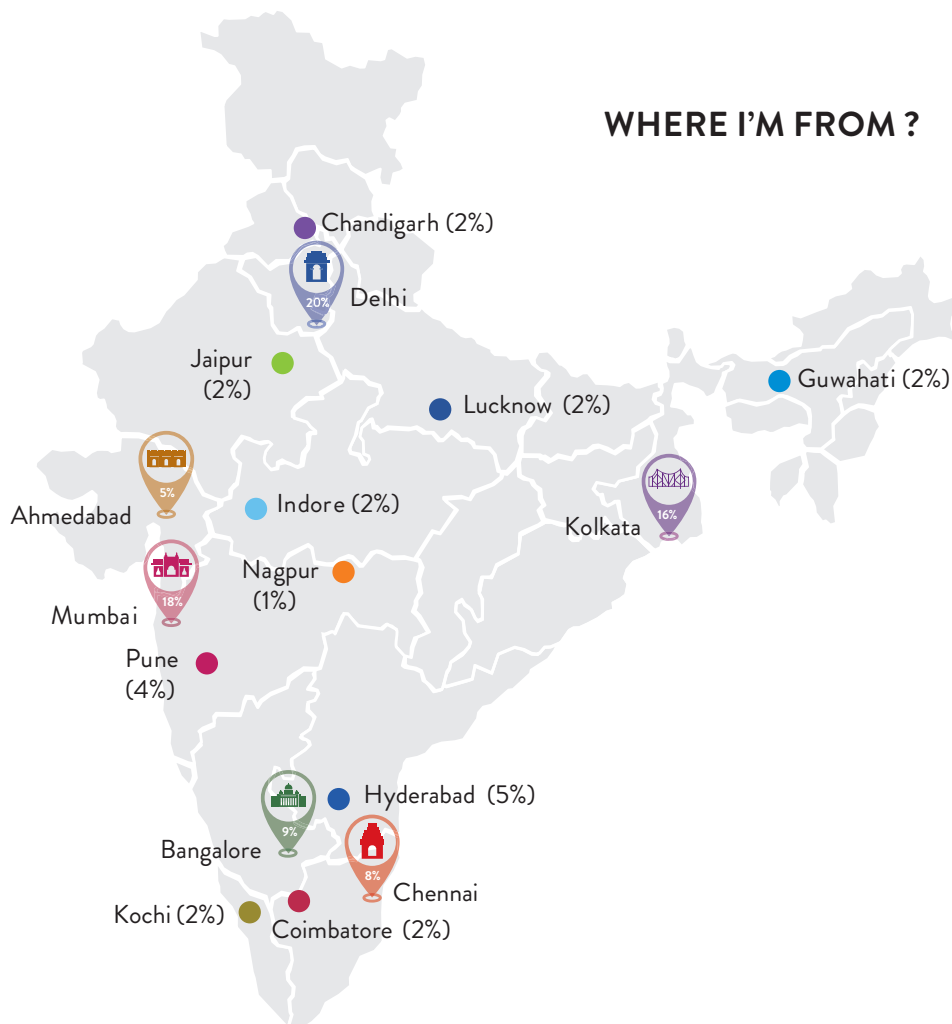 WHERE I’M FROM ?
Chandigarh (2%)
20%
Delhi
Jaipur
(2%)
Guwahati (2%)
Lucknow (2%)
5%
Ahmedabad
Indore (2%)
16%
Kolkata
Nagpur
(1%)
18%
Mumbai
Pune
(4%)
Hyderabad (5%)
9%
Bangalore
8%
Chennai
Kochi (2%)
Coimbatore (2%)